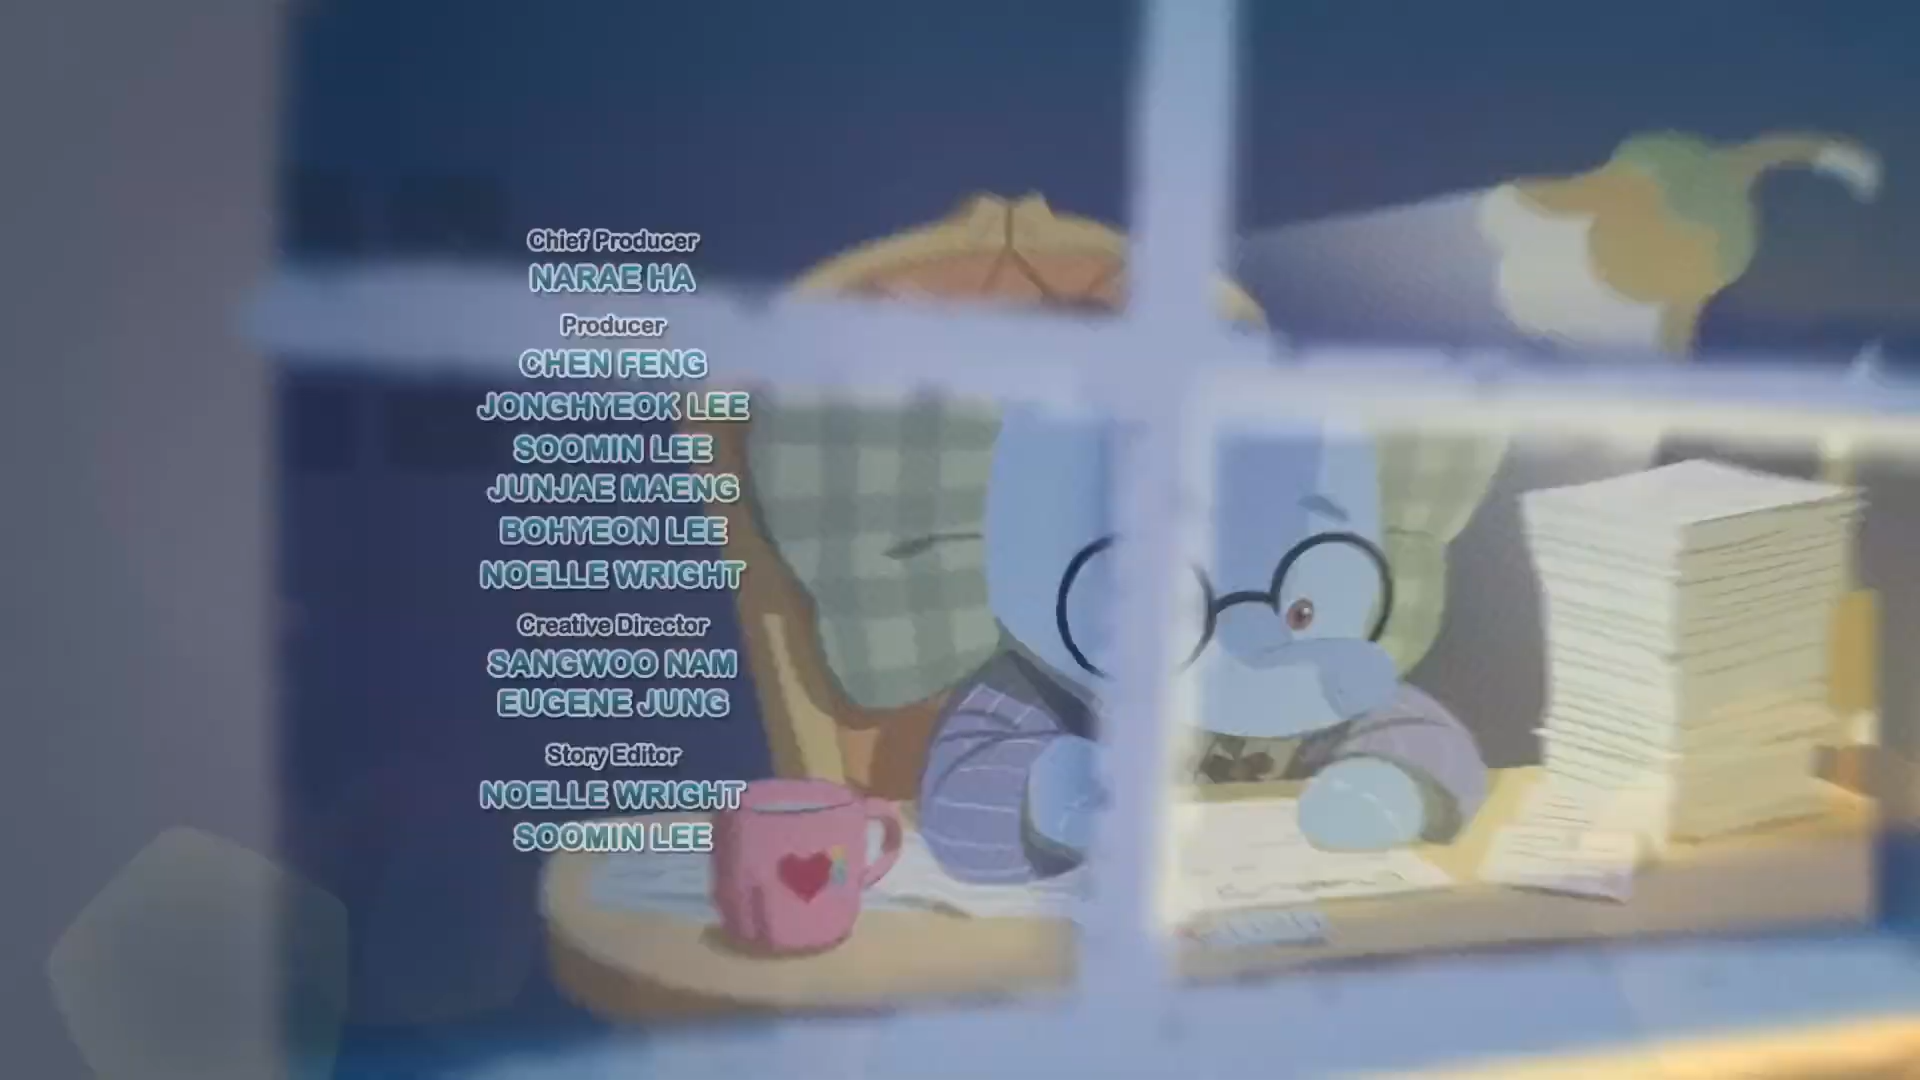 Chief Producer
NARAE HA
Producer
CHEN FENG
JONGHYEOK LEE
SOOMIN LEE
JUNJAE MAENG
BOHYEON LEE
NOELLE WRIGHT
Creative Director
SANGWOO NAM
EUGENE JUNG
Story Editor
NOELLE WRIGHT
SOOMIN LEE